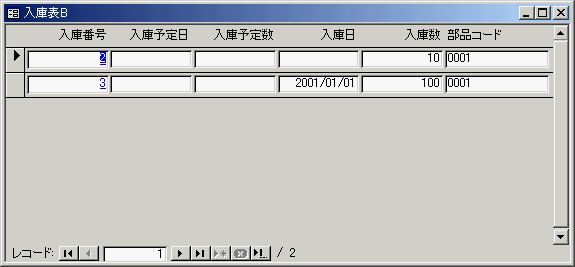 入庫表B
入庫番号 入庫予定日 入庫予定数 入庫日 入庫数 部品コード
2 10 0001
3 2001/01/01 100 0001
レコード: 1 / 2